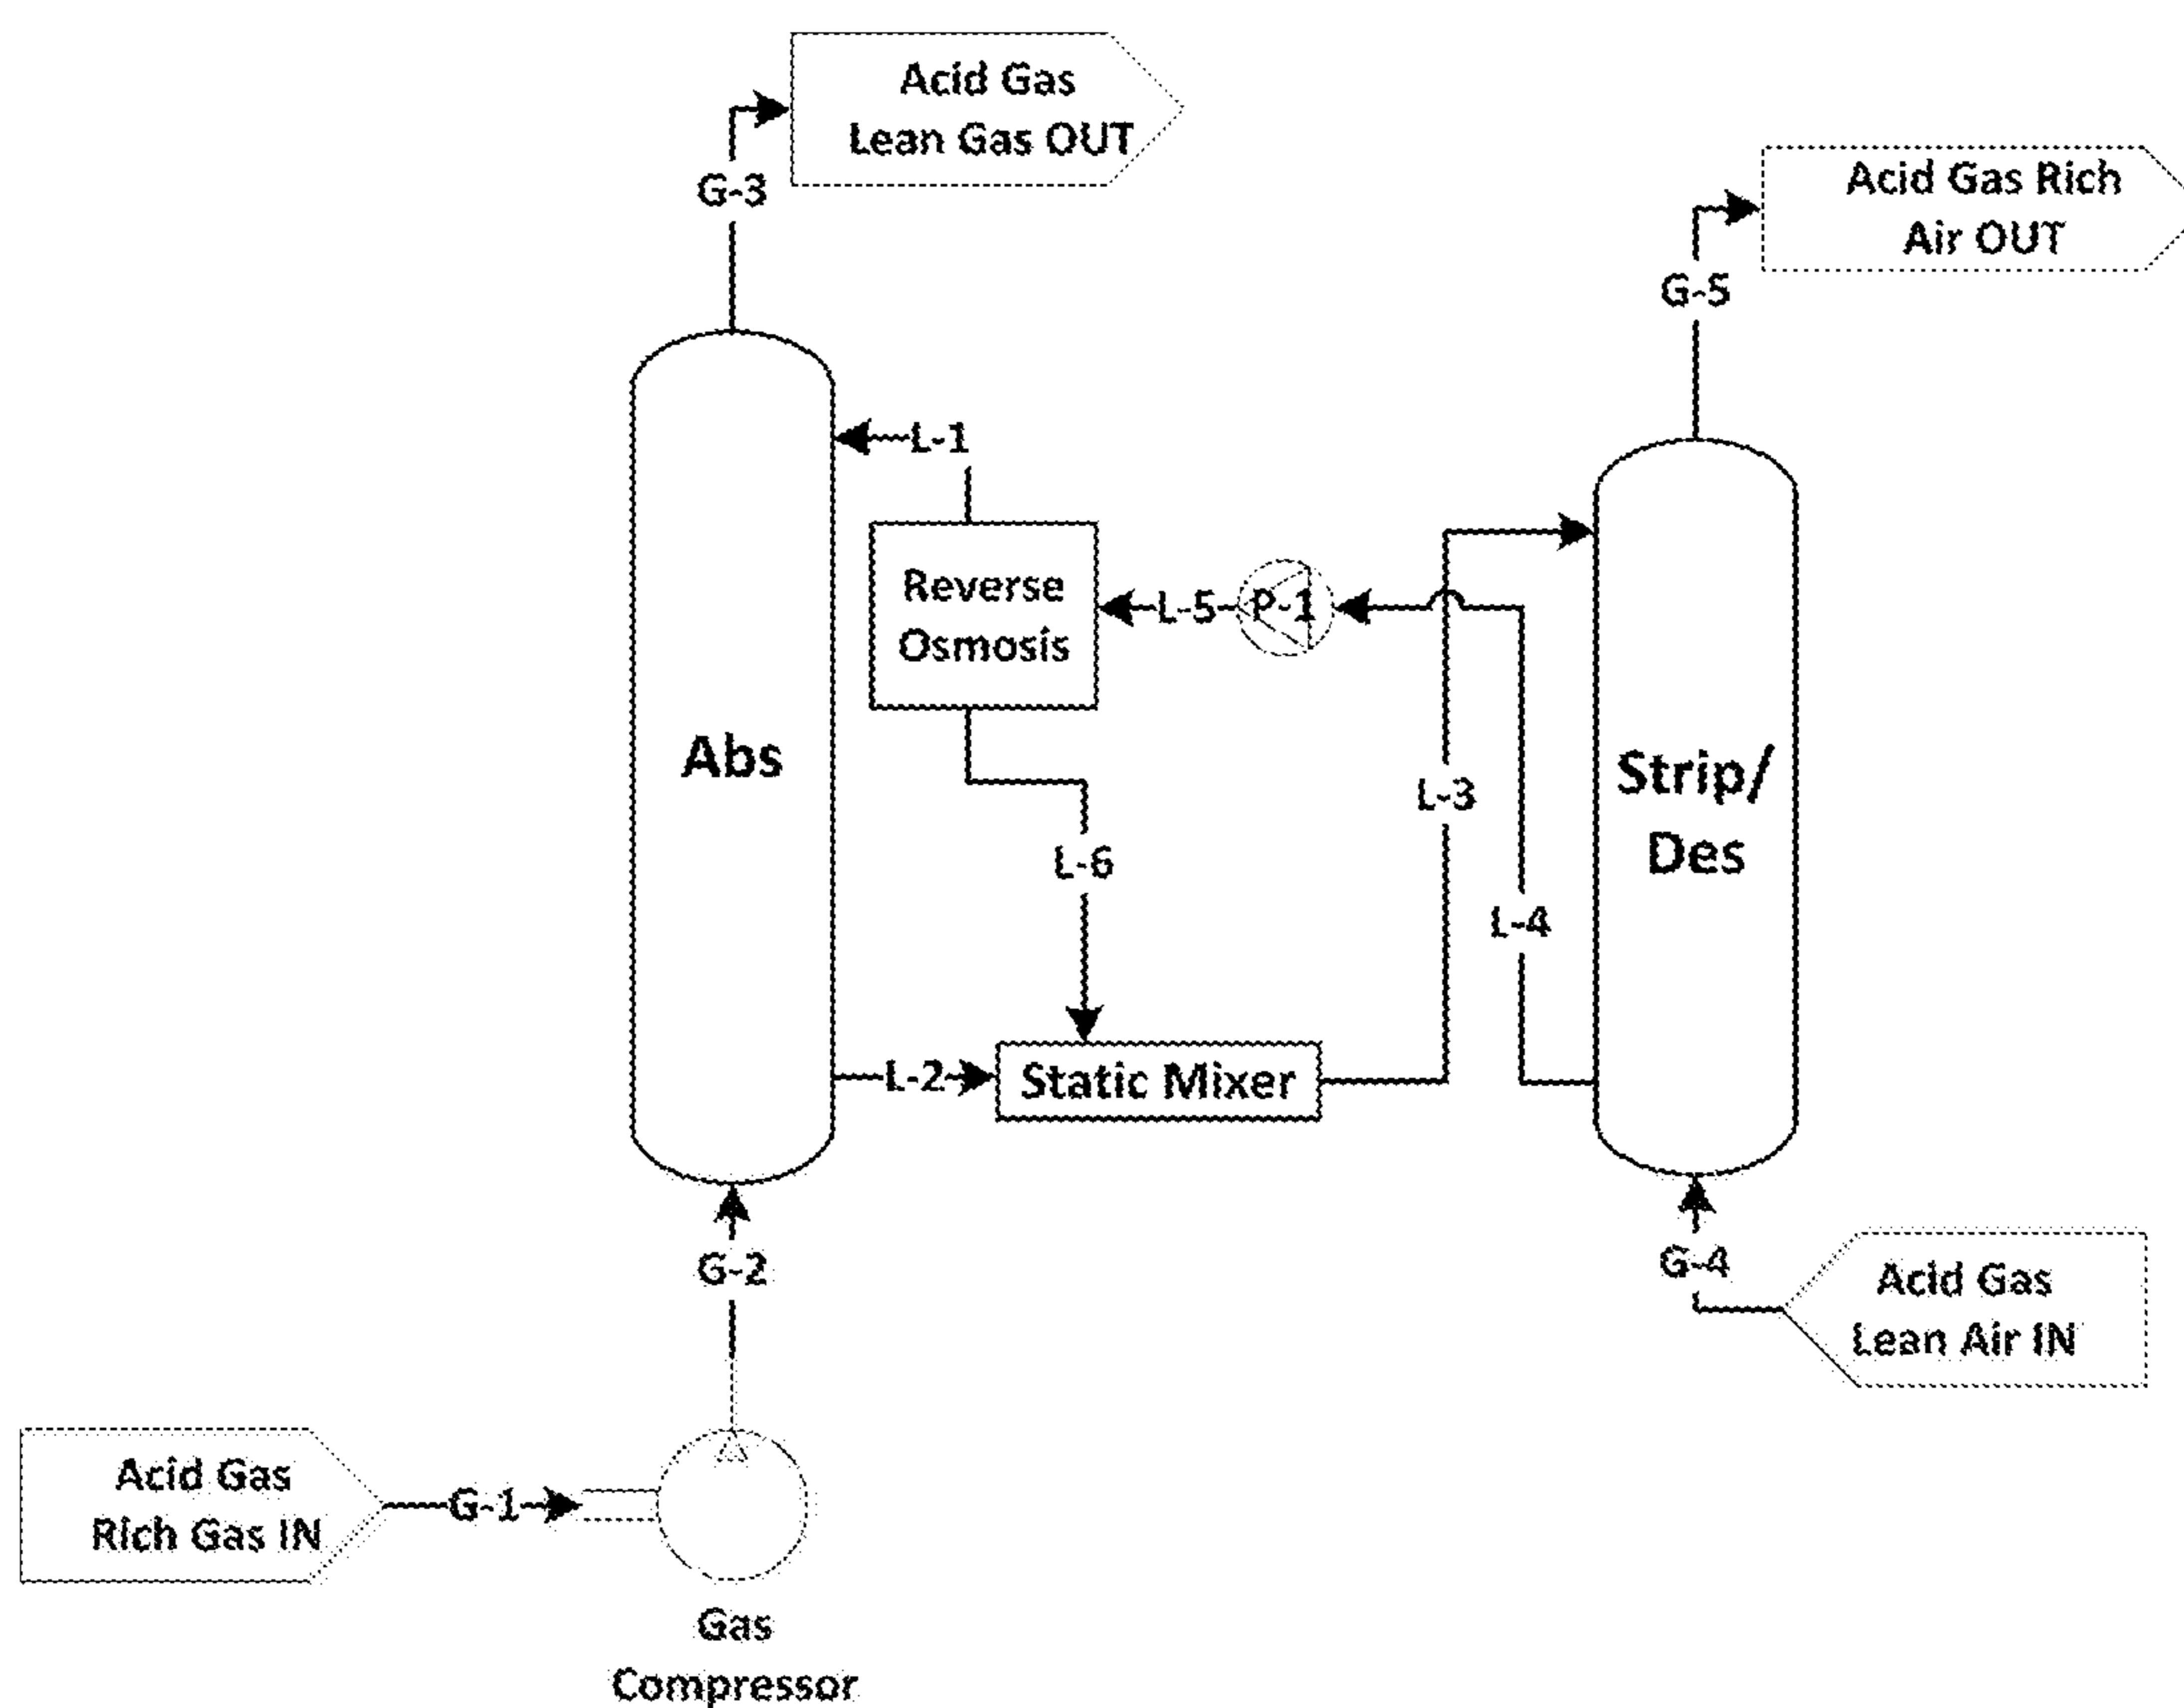 Acid Gas
Lean Gas OUT
G-3
Acid Gas Rich
Air OUT
G-5
L-1
Reverse
Osmosis
L-5
P-1
Abs
Strip/
Des
L-3
L-6
L-4
L-2
Static Mixer
G-2
G-4
Acid Gas
Lean Air IN
Acid Gas
Rich Gas IN
G-1
Gas
Compressor